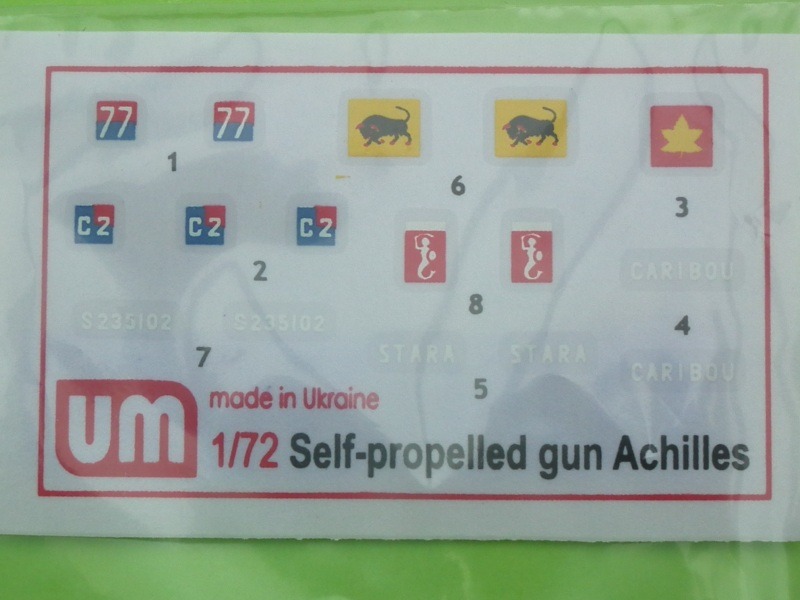 77 77
1
6
3
C2 C2 C2
2
8
CARIBOU
S235102 S235102
7
4
STARA STARA
5
CARIBOU
um made in Ukraine
1/72 Self-propelled gun Achilles